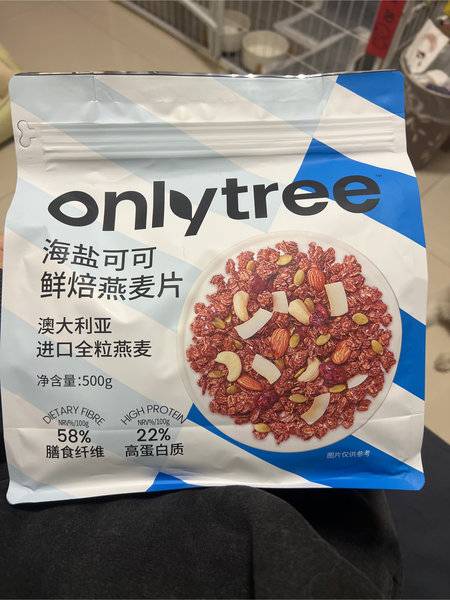 onlytree
海盐可可
鲜焙燕麦片
澳大利亚
进口全粒燕麦
净含量:500g
DIETARY FIBRE
NRV%/100g
58%
膳食纤维
HIGH PROTEIN
NRV%/100g
22%
高蛋白质
图片仅供参考